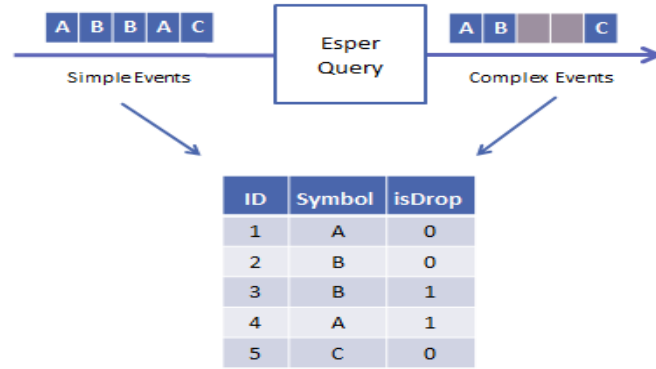 A B B A C
Esper
Query
A B C
Simple Events
Complex Events
ID Symbol isDrop
1 A 0
2 B 0
3 B 1
4 A 1
5 C 0